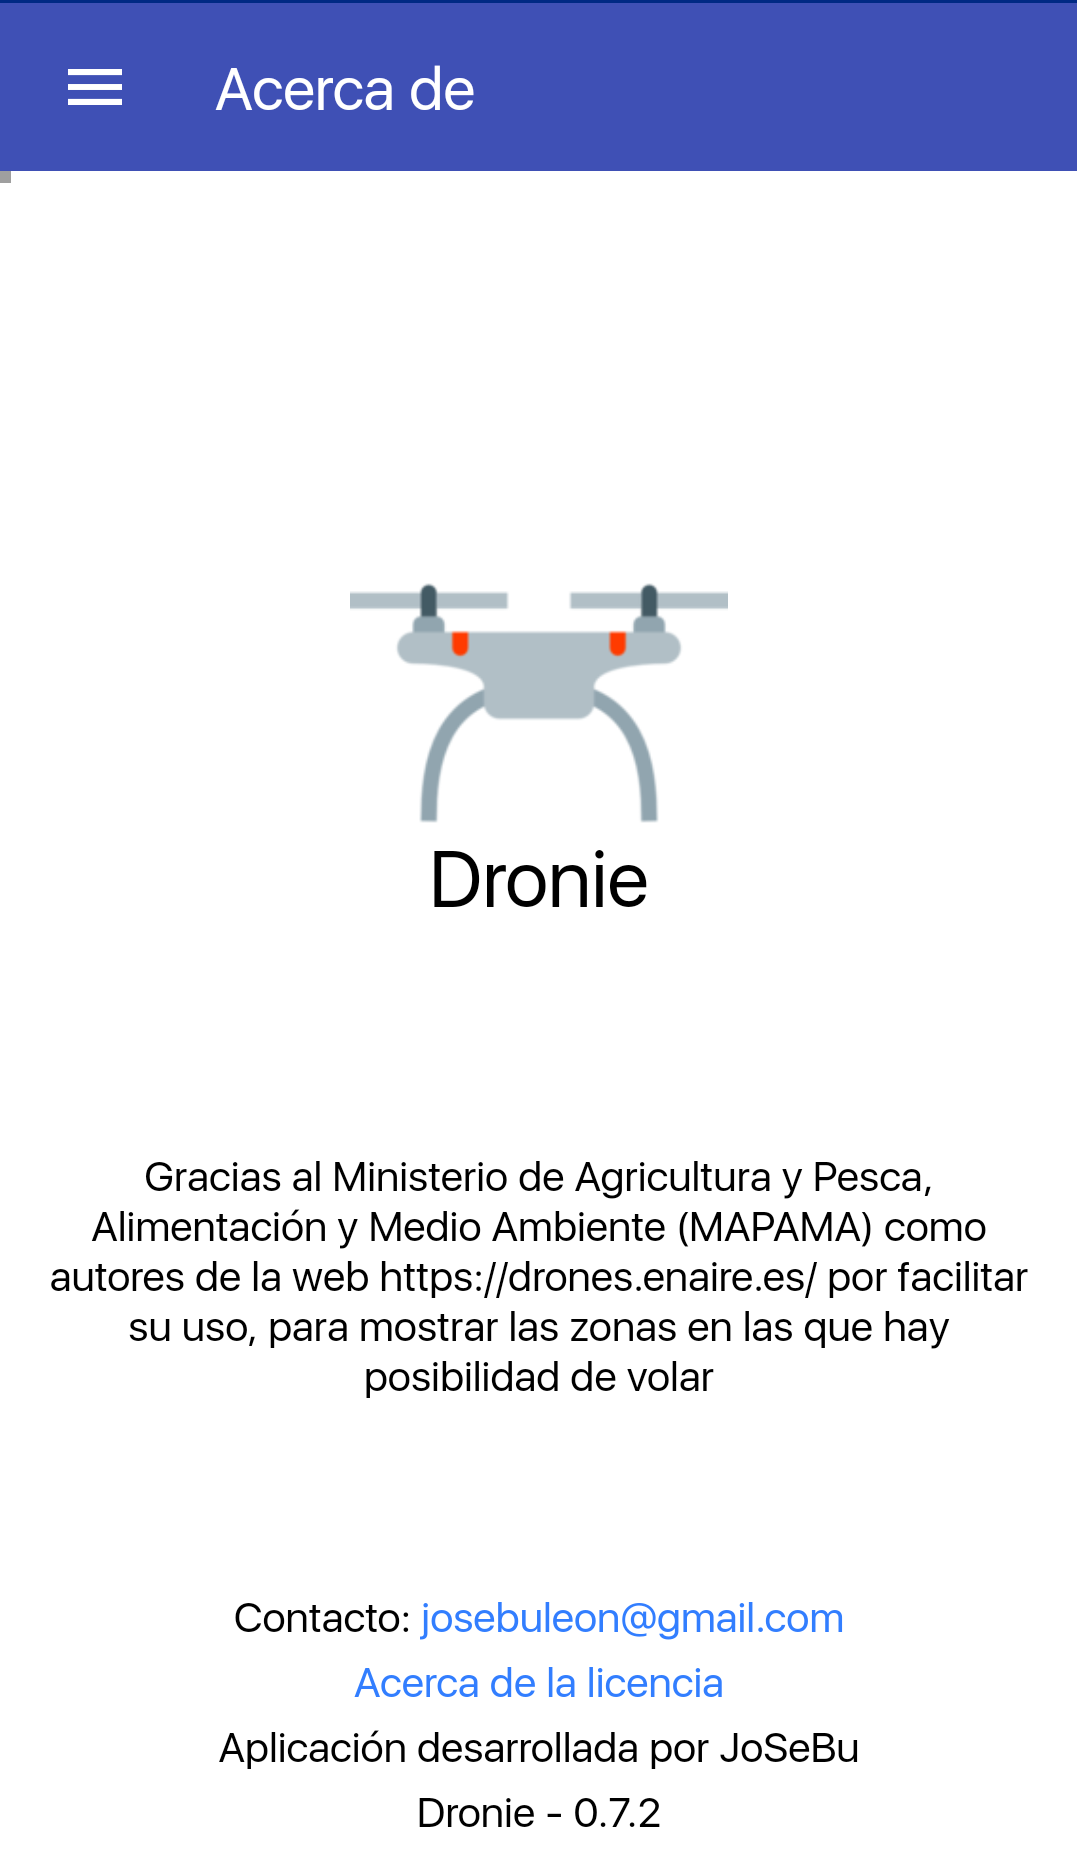 Acerca de
Dronie
Gracias al Ministerio de Agricultura y Pesca,
Alimentación y Medio Ambiente (MAPAMA) como
autores de la web https://drones.enaire.es/ por facilitar
su uso, para mostrar las zonas en las que hay
posibilidad de volar
Contacto: josebuleon@gmail.com
Acerca de la licencia
Aplicación desarrollada por JoSeBu
Dronie - 0.7.2